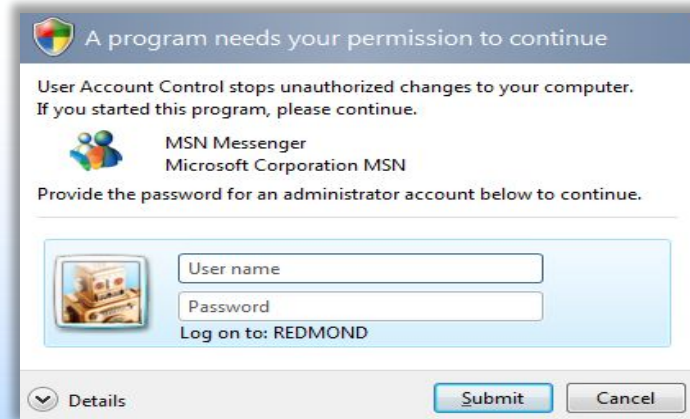 A program needs your permission to continue
User Account Control stops unauthorized changes to your computer.
If you started this program, please continue.
MSN Messenger
Microsoft Corporation MSN
Provide the password for an administrator account below to continue.
User name
Password
Log on to: REDMOND
Details
Submit
Cancel